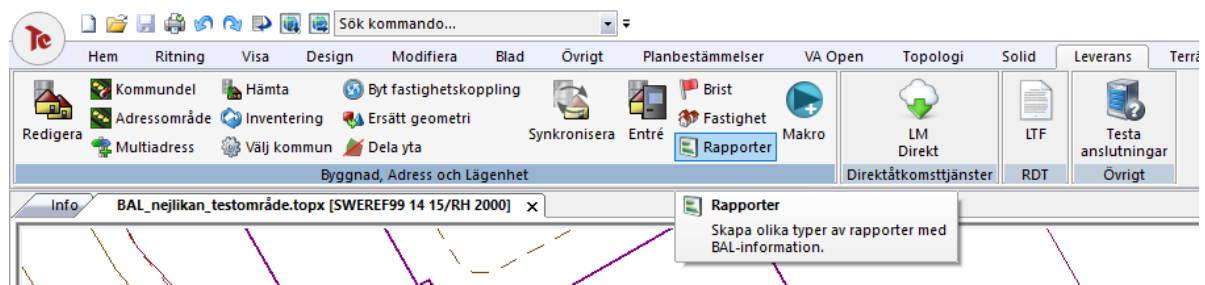 Sök kommando...
Tc
Hem Ritning Visa Design Modifiera Blad Övrigt Planbestämmelser VA Open Topologi Solid Leverans Terrä
Kommundel Hämta Byt fastighetskoppling Brist
Adressområde Inventering Ersätt geometri Fastighet
Redigera Synkronisera Entré Makro LM LTF Testa
Multiadress Välj kommun Dela yta Rapporter Direkt anslutningar
Byggnad, Adress och Lägenhet Direktåtkomsttjänster RDT Övrigt
Info BAL_nejlikan_testområde.topx [SWEREF99 14 15/RH 2000] x
Rapporter
Skapa olika typer av rapporter med
BAL-information.